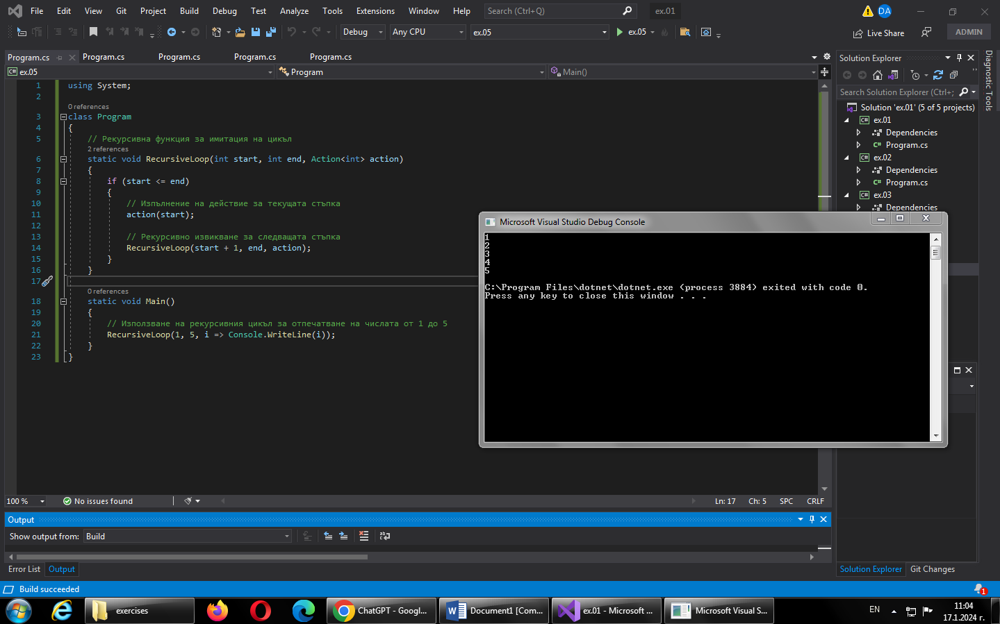 File Edit View Git Project Build Debug Test Analyze Tools Extensions Window Help Search (Ctrl+Q) ex.01 DA
Debug Any CPU ex.05 ex.05 Live Share ADMIN
Program.cs Program.cs Program.cs Program.cs Program.cs
ex.05 Program Main()
1 using System;
2
0 references
3 class Program
4 {
5 // Рекурсивна функция за имитация на цикъл
2 references
6 static void RecursiveLoop(int start, int end, Action<int> action)
7 {
8 if (start <= end)
9 {
10 // Изпълнение на действие за текущата стъпка
11 action(start);
12
13 // Рекурсивно извикване за следващата стъпка
14 RecursiveLoop(start + 1, end, action);
15 }
16 }
17
0 references
18 static void Main()
19 {
20 // Използване на рекурсивния цикъл за отпечатване на числата от 1 до 5
21 RecursiveLoop(1, 5, i => Console.WriteLine(i));
22 }
23 }
Microsoft Visual Studio Debug Console
1
2
3
4
5
C:\Program Files\dotnet\dotnet.exe (process 3884) exited with code 0.
Press any key to close this window . . .
Solution Explorer
Search Solution Explorer (Ctrl+;
Solution 'ex.01' (5 of 5 projects)
C# ex.01
Dependencies
C# Program.cs
C# ex.02
Dependencies
C# Program.cs
C# ex.03
Dependencies
Diagnostic Tools
100 % No issues found Ln: 17 Ch: 5 SPC CRLF
Output
Show output from: Build
Error List Output
Solution Explorer Git Changes
Build succeeded 1
exercises ChatGPT - Googl... Document1 [Com... ex.01 - Microsoft ... Microsoft Visual S... EN 11:04
17.1.2024 г.